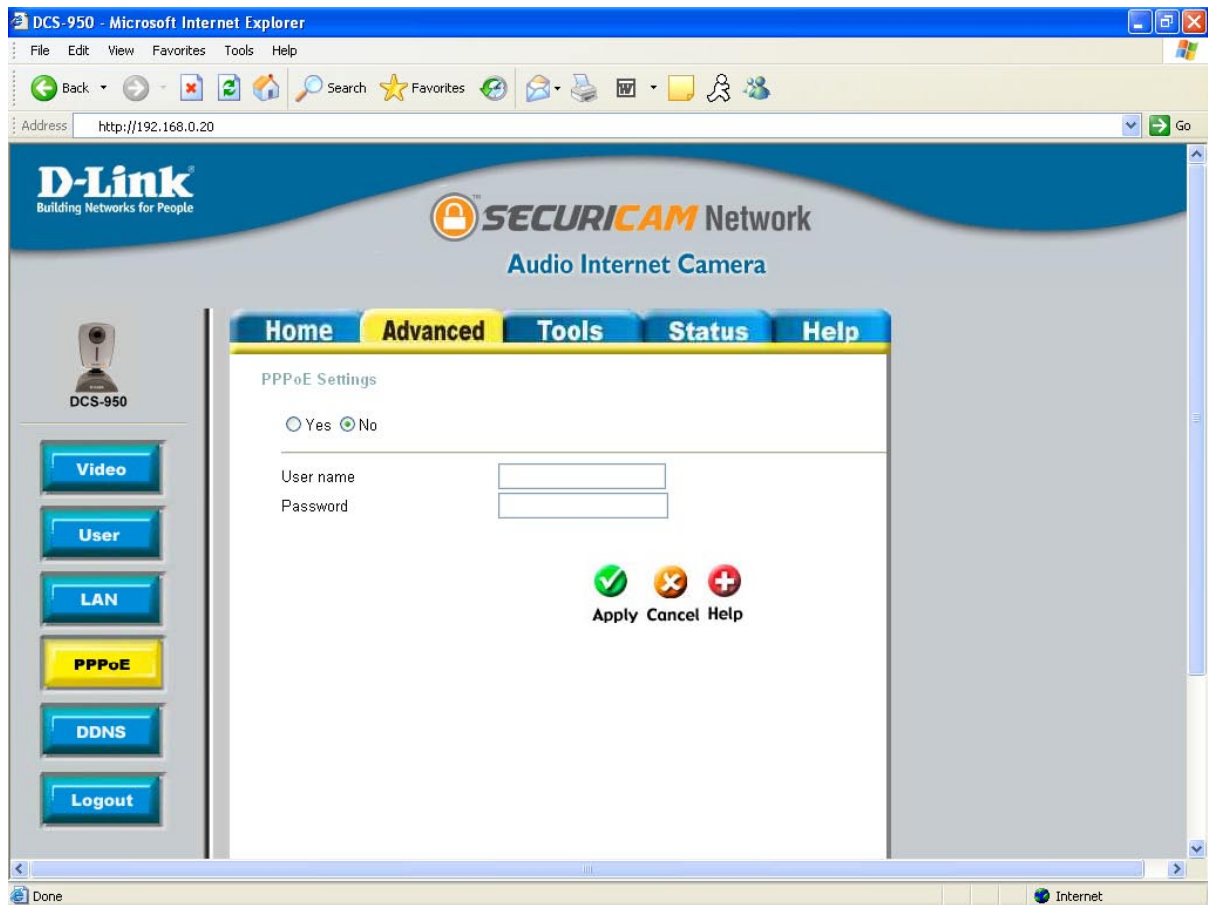 DCS-950 - Microsoft Internet Explorer
File Edit View Favorites Tools Help
Back Search Favorites
Address http://192.168.0.20 Go
D-Link
Building Networks for People
SECURICAM Network
Audio Internet Camera
Home Advanced Tools Status Help
DCS-950
PPPoE Settings
Yes No
Video
User name
Password
User
LAN
Apply Cancel Help
PPPoE
DDNS
Logout
Done Internet